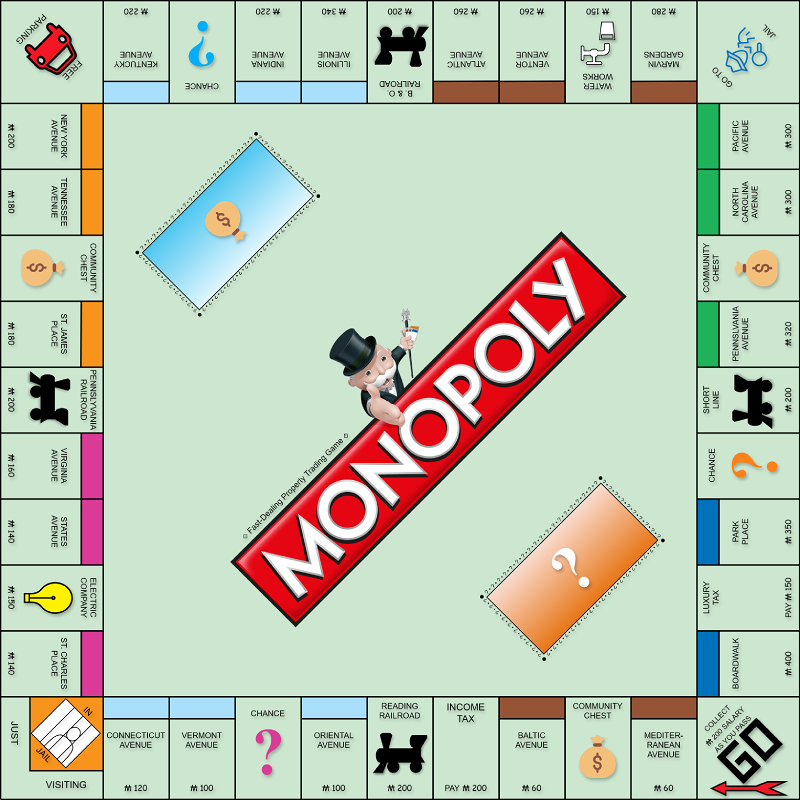 FREE
PARKING
KENTUCKY
AVENUE
₩ 220
CHANCE
INDIANA
AVENUE
₩ 220
ILLINOIS
AVENUE
₩ 340
B. & O.
RAILROAD
₩ 200
ATLANTIC
AVENUE
₩ 260
VENTOR
AVENUE
₩ 260
WATER
WORKS
₩ 150
MARVIN
GARDENS
₩ 280
GO TO
JAIL
NEW YORK
AVENUE
₩ 200
TENNESSEE
AVENUE
₩ 180
COMMUNITY
CHEST
$
ST. JAMES
PLACE
₩ 180
PENNSYLVANIA
RAILROAD
₩ 200
VIRGINIA
AVENUE
₩ 160
STATES
AVENUE
₩ 140
ELECTRIC
COMPANY
₩ 150
ST. CHARLES
PLACE
₩ 140
$
Fast-Dealing Property Trading Game
MONOPOLY
?
PACIFIC
AVENUE
₩ 300
NORTH
CAROLINA
AVENUE
₩ 300
COMMUNITY
CHEST
$
PENNSLVANIA
AVENUE
₩ 320
SHORT
LINE
₩ 200
CHANCE
?
PARK
PLACE
₩ 350
LUXURY
TAX
PAY ₩ 150
BOARDWALK
₩ 400
JUST
VISITING
IN
JAIL
CONNECTICUT
AVENUE
₩ 120
VERMONT
AVENUE
₩ 100
CHANCE
?
ORIENTAL
AVENUE
₩ 100
READING
RAILROAD
₩ 200
INCOME
TAX
PAY ₩ 200
BALTIC
AVENUE
₩ 60
COMMUNITY
CHEST
$
MEDITER-
RANEAN
AVENUE
₩ 60
COLLECT
₩ 200 SALARY
AS YOU PASS
GO